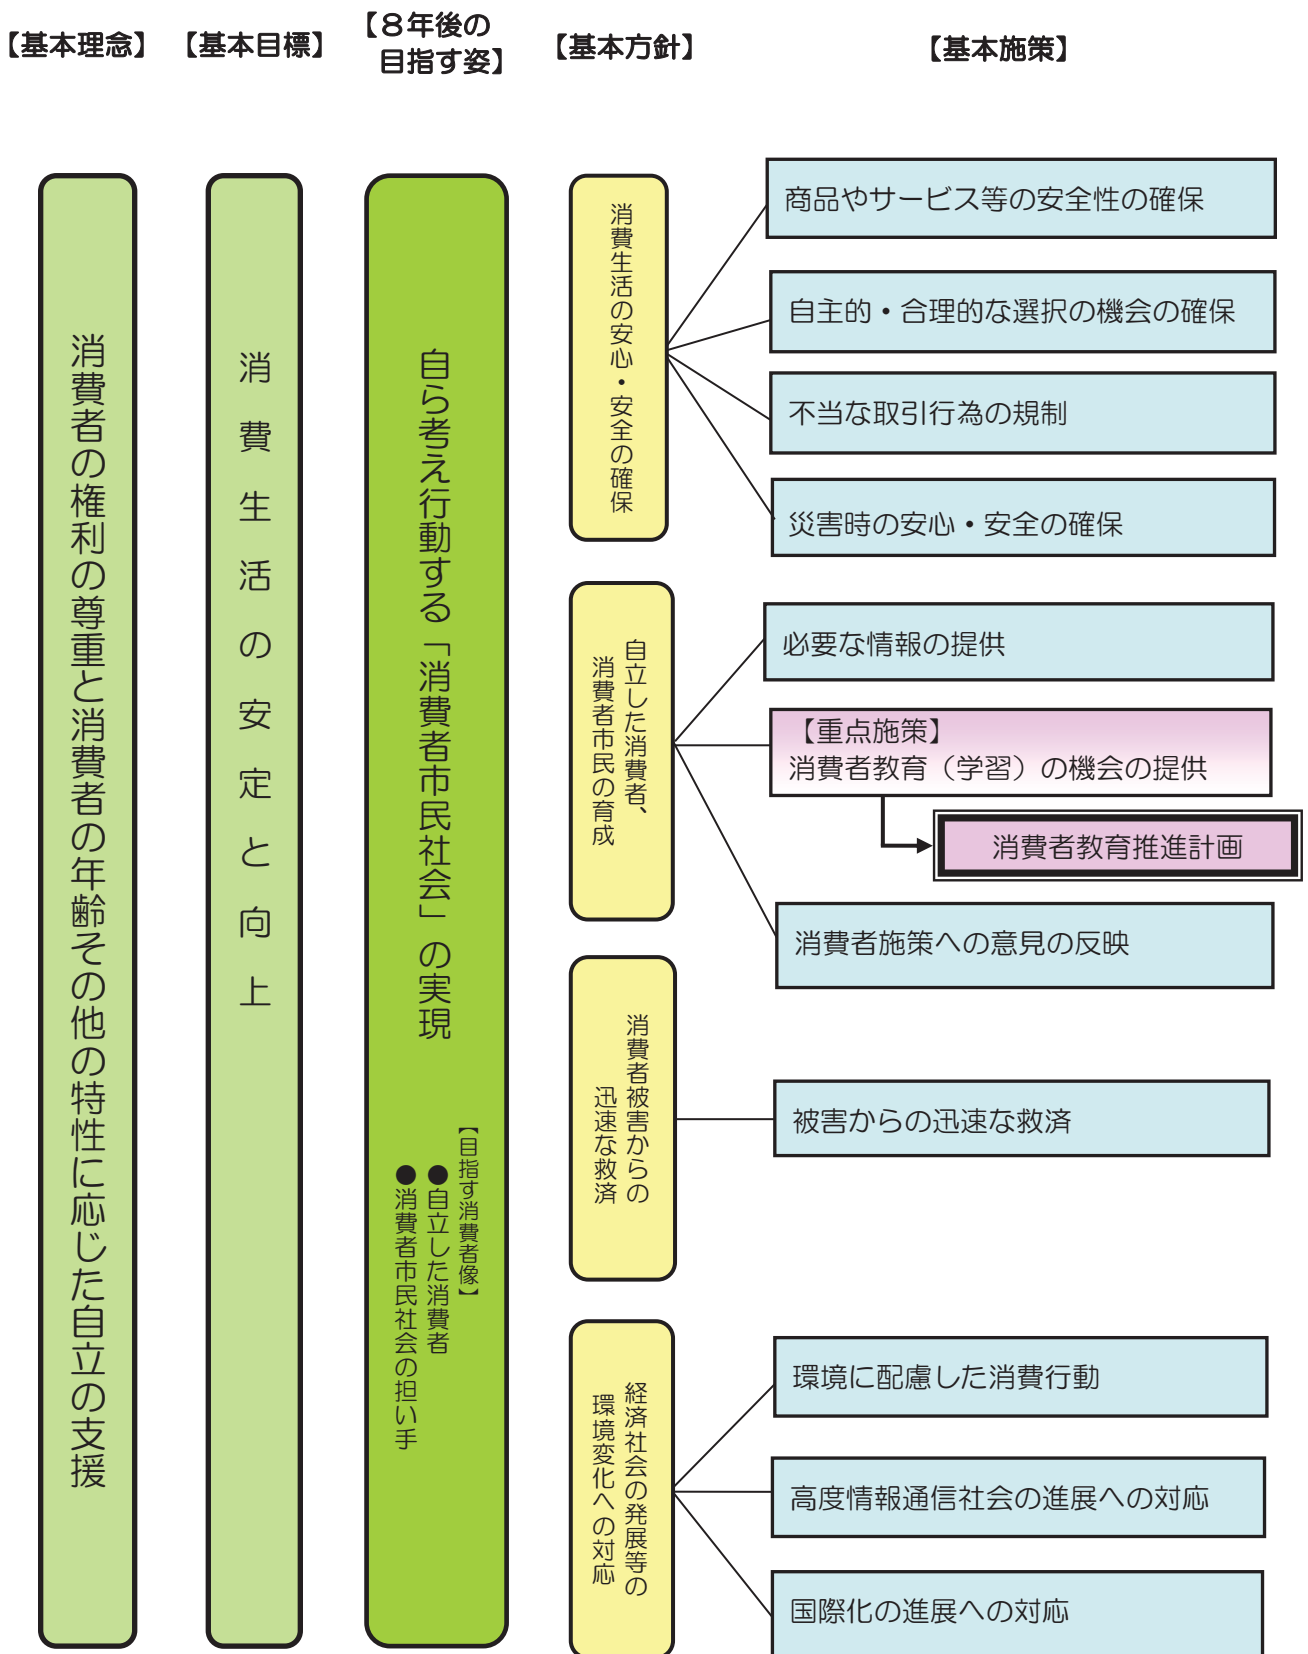 【基本理念】
【基本目標】
【８年後の
目指す姿】
【基本方針】
【基本施策】
消費者の権利の尊重と消費者の年齢その他の特性に応じた自立の支援
消費生活の安定と向上
自ら考え行動する「消費者市民社会」の実現
【目指す消費者像】
●自立した消費者
●消費者市民社会の担い手
消費生活の安心・安全の確保
商品やサービス等の安全性の確保
自主的・合理的な選択の機会の確保
不当な取引行為の規制
災害時の安心・安全の確保
自立した消費者、
消費者市民の育成
必要な情報の提供
【重点施策】
消費者教育（学習）の機会の提供
消費者教育推進計画
消費者施策への意見の反映
消費者被害からの
迅速な救済
被害からの迅速な救済
経済社会の発展等の
環境変化への対応
環境に配慮した消費行動
高度情報通信社会の進展への対応
国際化の進展への対応